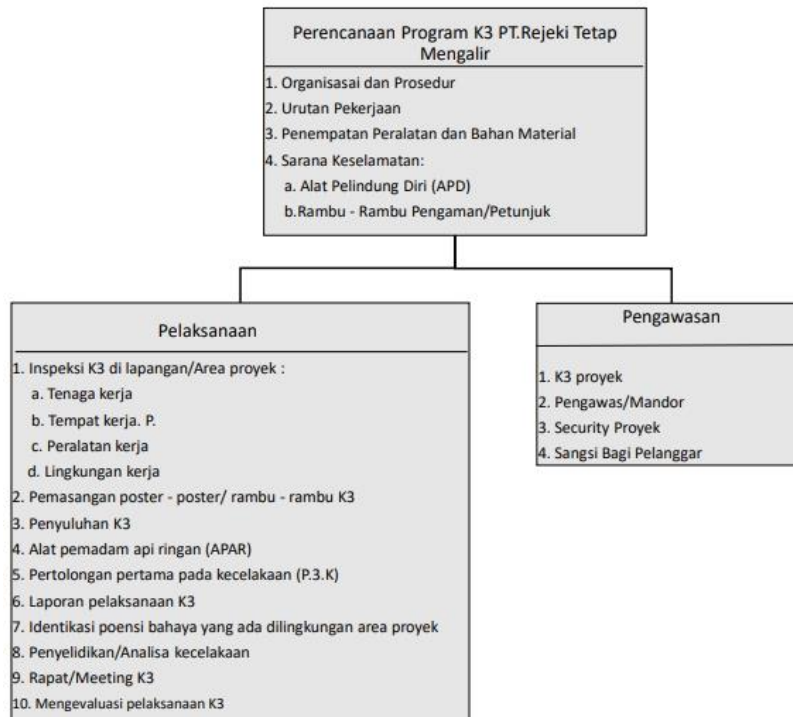 Perencanaan Program K3 PT.Rejeki Tetap
Mengalir
1. Organisasai dan Prosedur
2. Urutan Pekerjaan
3. Penempatan Peralatan dan Bahan Material
4. Sarana Keselamatan:
a. Alat Pelindung Diri (APD)
b.Rambu - Rambu Pengaman/Petunjuk
Pelaksanaan
1. Inspeksi K3 di lapangan/Area proyek :
a. Tenaga kerja
b. Tempat kerja. P.
c. Peralatan kerja
d. Lingkungan kerja
2. Pemasangan poster - poster/ rambu - rambu K3
3. Penyuluhan K3
4. Alat pemadam api ringan (APAR)
5. Pertolongan pertama pada kecelakaan (P.3.K)
6. Laporan pelaksanaan K3
7. Identikasi poensi bahaya yang ada dilingkungan area proyek
8. Penyelidikan/Analisa kecelakaan
9. Rapat/Meeting K3
10. Mengevaluasi pelaksanaan K3
Pengawasan
1. K3 proyek
2. Pengawas/Mandor
3. Security Proyek
4. Sangsi Bagi Pelanggar